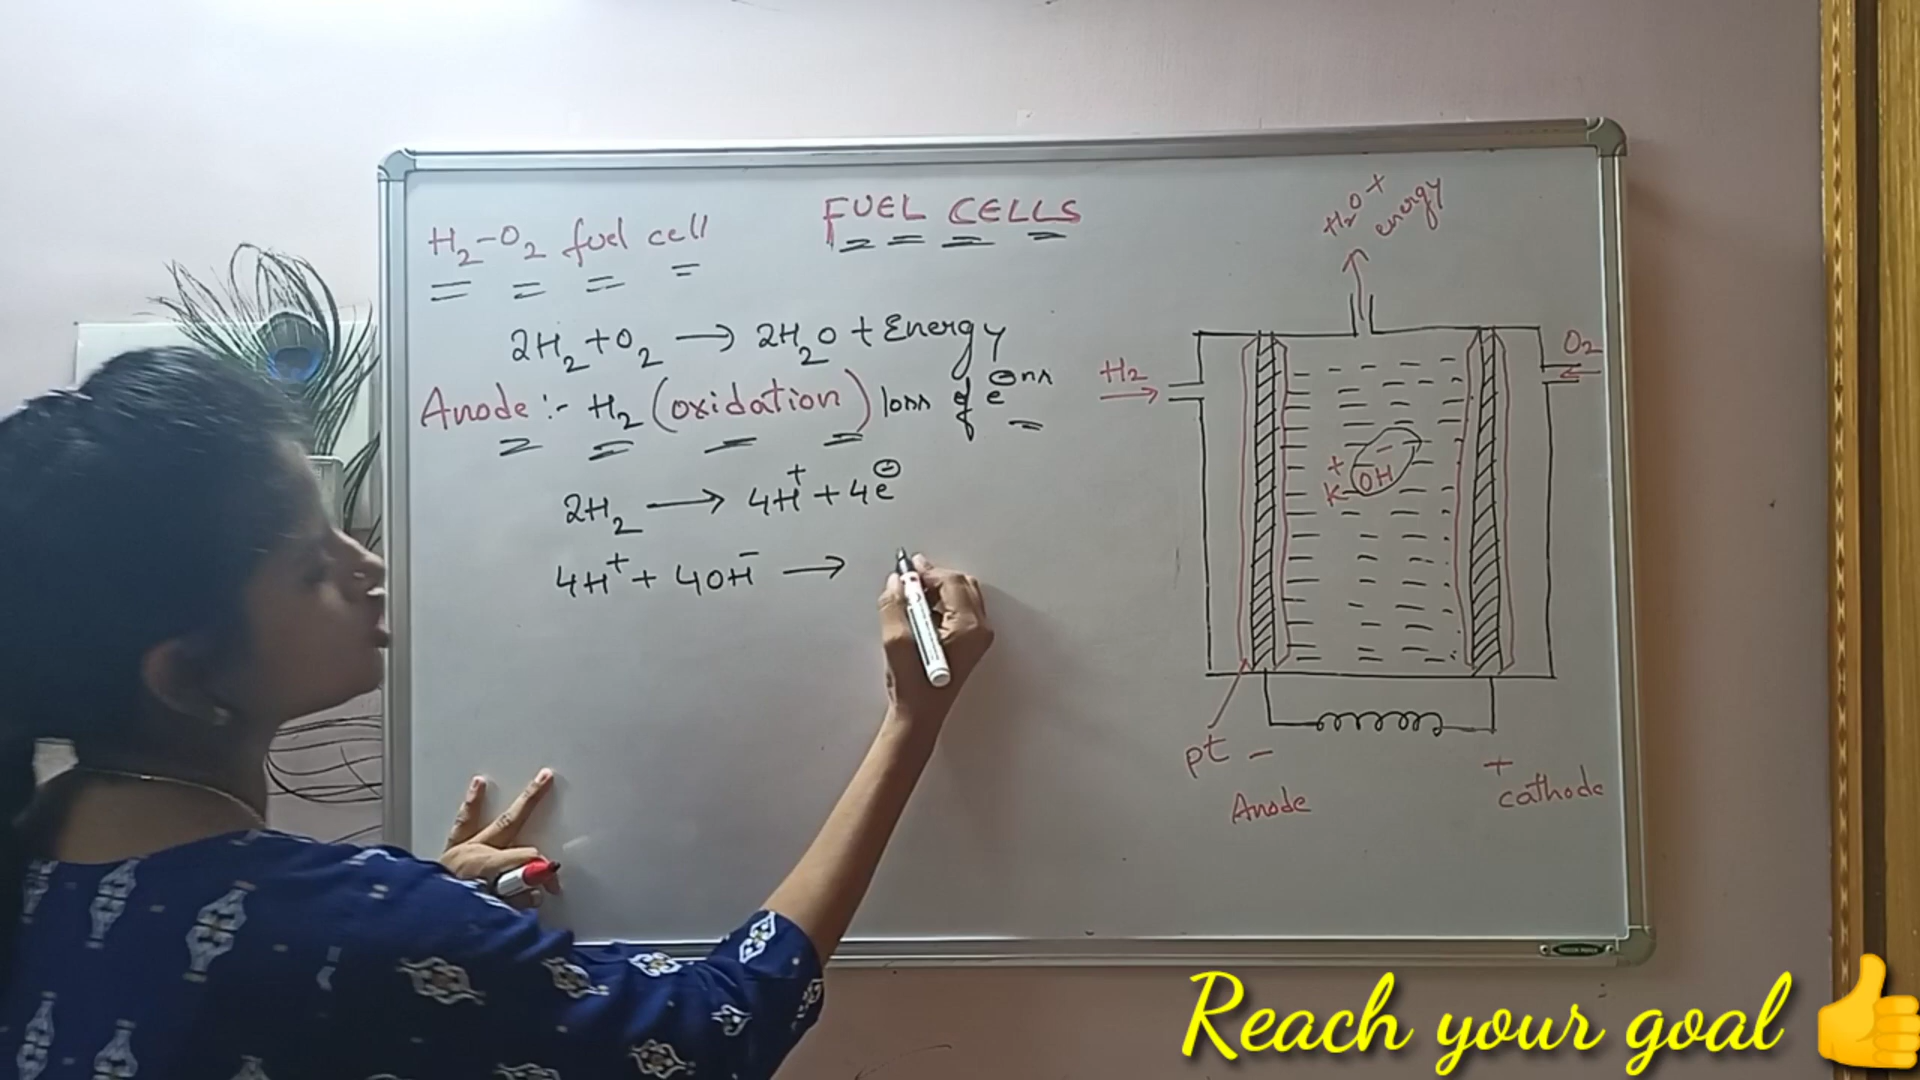 FUEL CELLS
H₂-O₂ fuel cell
2H₂+O₂ → 2H₂O + Energy
Anode :- H₂ (oxidation) loss of e⊖ns
2H₂ → 4H⁺ + 4e⊖
4H⁺ + 4OH⁻ →
H₂O +
energy
H₂
O₂
K⁺OH⁻
pt -
+
Anode
cathode
Reach your goal 👍